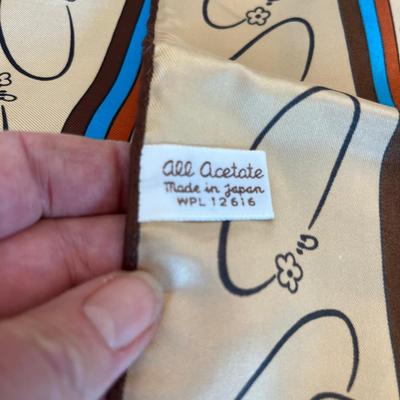 All Acetate
Made in Japan
WPL 12616